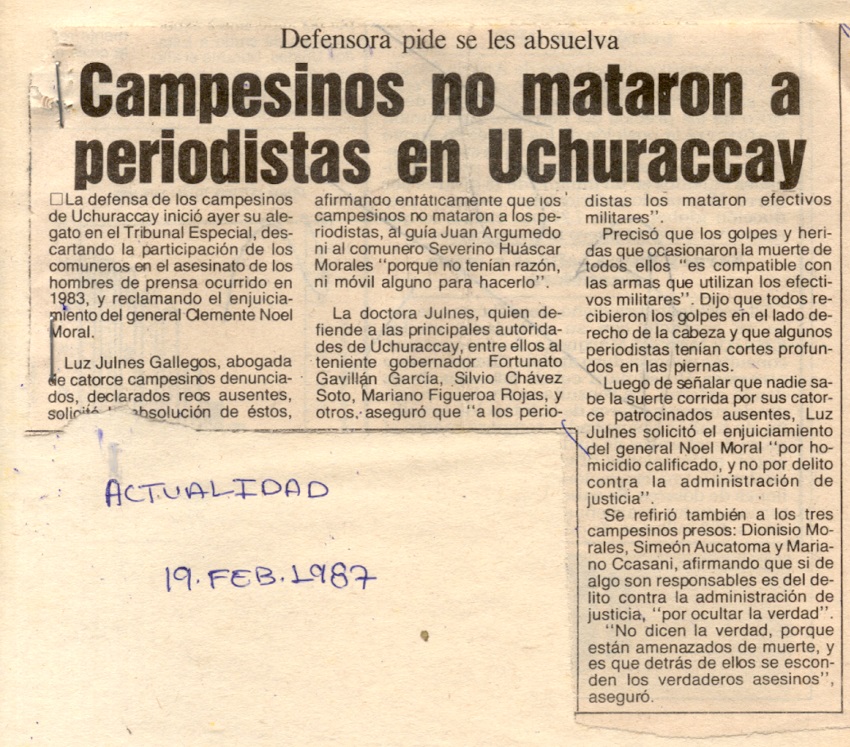 Defensora pide se les absuelva
Campesinos no mataron a
periodistas en Uchuraccay
□La defensa de los campesinos
de Uchuraccay inició ayer su ale-
gato en el Tribunal Especial, des-
cartando la participación de los
comuneros en el asesinato de los
hombres de prensa ocurrido en
1983, y reclamando el enjuicia-
miento del general Clemente Noel
Moral.
Luz Julnes Gallegos, abogada
de catorce campesinos denuncia-
dos, declarados reos ausentes,
solicitó la absolución de éstos,
afirmando enfáticamente que los
campesinos no mataron a los pe-
riodistas, al guía Juan Argumedo
ni al comunero Severino Huáscar
Morales "porque no tenían razón,
ni móvil alguno para hacerlo".
La doctora Julnes, quien de-
fiende a las principales autorida-
des de Uchuraccay, entre ellos al
teniente gobernador Fortunato
Gavillán García, Silvio Chávez
Soto, Mariano Figueroa Rojas, y
otros, aseguró que "a los perio-
distas los mataron efectivos
militares".
Precisó que los golpes y heri-
das que ocasionaron la muerte de
todos ellos "es compatible con
las armas que utilizan los efecti-
vos militares". Dijo que todos re-
cibieron los golpes en el lado de-
recho de la cabeza y que algunos
periodistas tenían cortes profun-
dos en las piernas.
Luego de señalar que nadie sa-
be la suerte corrida por sus cator-
ce patrocinados ausentes, Luz
Julnes solicitó el enjuiciamiento
del general Noel Moral "por ho-
micidio calificado, y no por delito
contra la administración de
justicia".
Se refirió también a los tres
campesinos presos: Dionisio Mo-
rales, Simeón Aucatoma y Maria-
no Ccasani, afirmando que si de
algo son responsables es del de-
lito contra la administración de
justicia, "por ocultar la verdad".
"No dicen la verdad, porque
están amenazados de muerte, y
es que detrás de ellos se escon-
den los verdaderos asesinos",
aseguró.
ACTUALIDAD
19.FEB.1987